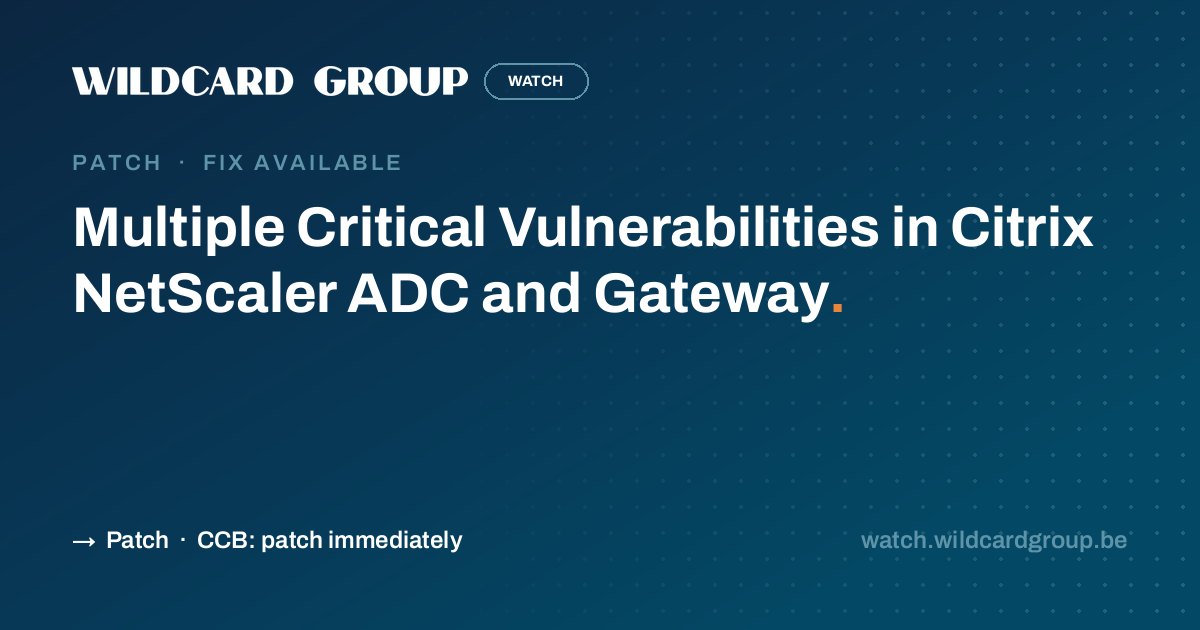 WILDCARD GROUP WATCH
PATCH · FIX AVAILABLE
Multiple Critical Vulnerabilities in Citrix
NetScaler ADC and Gateway.
→ Patch · CCB: patch immediately
watch.wildcardgroup.be